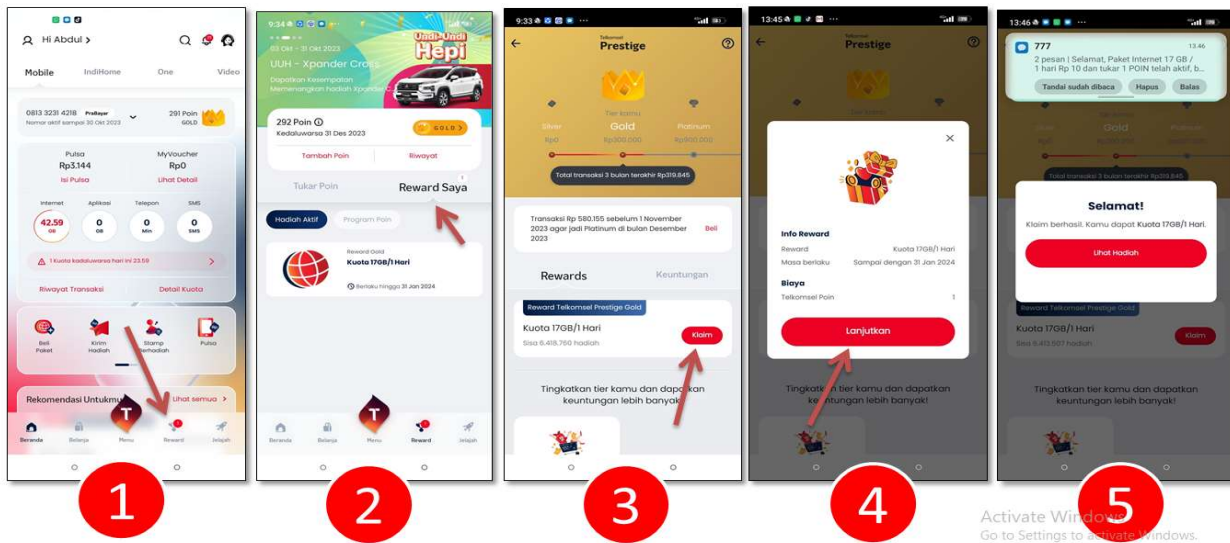 Hi Abdul >
Mobile
IndiHome
One
Video
0813 3231 4218 PraBayar
Nomor aktif sampai 30 Okt 2023
291 Poin
GOLD
Pulsa
Rp3.144
Isi Pulsa
MyVoucher
Rp0
Lihat Detail
Internet
Aplikasi
Telepon
SMS
42.59
GB
0
GB
0
Min
0
SMS
1 Kuota kadaluwarsa hari ini 23.59
Riwayat Transaksi
Detail Kuota
Beli
Paket
Kirim
Hadiah
Stamp
Berhadiah
Pulsa
Rekomendasi Untukmu
Lihat semua >
T
Beranda
Belanja
Menu
Reward
Jelajah
1
9:34
03 Okt - 31 Okt 2023
UUH - Xpander Cross
Dapatkan Kesempatan
Memenangkan Hadiah Xpander
Undi-Undi
Hepi
292 Poin
Kedaluwarsa 31 Des 2023
GOLD >
Tambah Poin
Riwayat
Tukar Poin
Reward Saya
1
Hadiah Aktif
Program Poin
Reward Gold
Kuota 17GB/1 Hari
Berlaku hingga 31 Jan 2024
T
Beranda
Belanja
Menu
Reward
Jelajah
2
9:33
Telkomsel
Prestige
Tier kamu
Silver
Gold
Platinum
Rp0
Rp300.000
Rp900.000
Total transaksi 3 bulan terakhir Rp319.845
Transaksi Rp 580.155 sebelum 1 November
2023 agar jadi Platinum di bulan Desember
2023
Beli
Rewards
Keuntungan
Reward Telkomsel Prestige Gold
Kuota 17GB/1 Hari
Sisa 6.418.760 hadiah
Klaim
Tingkatkan tier kamu dan dapatkan
keuntungan lebih banyak!
3
13:45
Telkomsel
Prestige
Info Reward
Reward
Kuota 17GB/1 Hari
Masa berlaku
Sampai dengan 31 Jan 2024
Biaya
Telkomsel Poin
1
Lanjutkan
Tingkatkan tier kamu dan dapatkan
keuntungan lebih banyak!
4
13:46
777
13.46
2 pesan | Selamat, Paket Internet 17 GB /
1 hari Rp 10 dan tukar 1 POIN telah aktif, b...
Tandai sudah dibaca
Hapus
Balas
Gold
Rp300.000
Total transaksi 3 bulan terakhir Rp319.845
Selamat!
Klaim berhasil. Kamu dapat Kuota 17GB/1 Hari.
Lihat Hadiah
Reward Telkomsel Prestige Gold
Kuota 17GB/1 Hari
Klaim
Tingkatkan tier kamu dan dapatkan
keuntungan lebih banyak!
5
Activate Windows
Go to Settings to activate Windows.